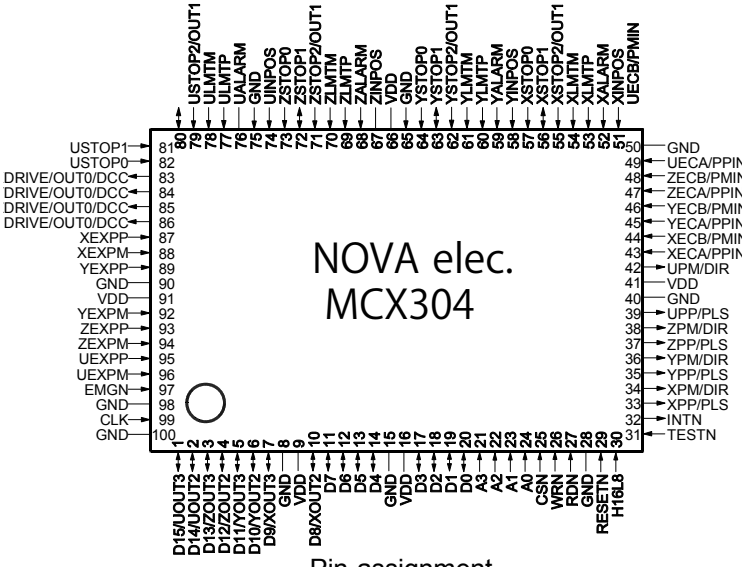 USTOP2/OUT1
ULMTM
ULMTP
UALARM
GND
UINPOS
ZSTOP0
ZSTOP1
ZSTOP2/OUT1
ZLMTM
ZLMTP
ZALARM
ZINPOS
VDD
GND
YSTOP0
YSTOP1
YSTOP2/OUT1
YLMTM
YLMTP
YALARM
YINPOS
XSTOP0
XSTOP1
XSTOP2/OUT1
XLMTM
XLMTP
XALARM
XINPOS
UECB/PMIN
80 79 78 77 76 75 74 73 72 71 70 69 68 67 66 65 64 63 62 61 60 59 58 57 56 55 54 53 52 51
USTOP1 81
USTOP0 82
DRIVE/OUT0/DCC 83
DRIVE/OUT0/DCC 84
DRIVE/OUT0/DCC 85
DRIVE/OUT0/DCC 86
XEXPP 87
XEXPM 88
YEXPP 89
GND 90
VDD 91
YEXPM 92
ZEXPP 93
ZEXPM 94
UEXPP 95
UEXPM 96
EMGN 97
GND 98
CLK 99
GND 100
NOVA elec.
MCX304
50 GND
49 UECA/PPIN
48 ZECB/PMIN
47 ZECA/PPIN
46 YECB/PMIN
45 YECA/PPIN
44 XECB/PMIN
43 XECA/PPIN
42 UPM/DIR
41 VDD
40 GND
39 UPP/PLS
38 ZPM/DIR
37 ZPP/PLS
36 YPM/DIR
35 YPP/PLS
34 XPM/DIR
33 XPP/PLS
32 INTN
31 TESTN
1 2 3 4 5 6 7 8 9 10 11 12 13 14 15 16 17 18 19 20 21 22 23 24 25 26 27 28 29 30
D15/UOUT3
D14/UOUT2
D13/ZOUT3
D12/ZOUT2
D11/YOUT3
D10/YOUT2
D9/XOUT3
GND
VDD
D8/XOUT2
D7
D6
D5
D4
GND
VDD
D3
D2
D1
D0
A3
A2
A1
A0
CSN
WRN
RDN
GND
RESETN
H16L8
Pin assignment